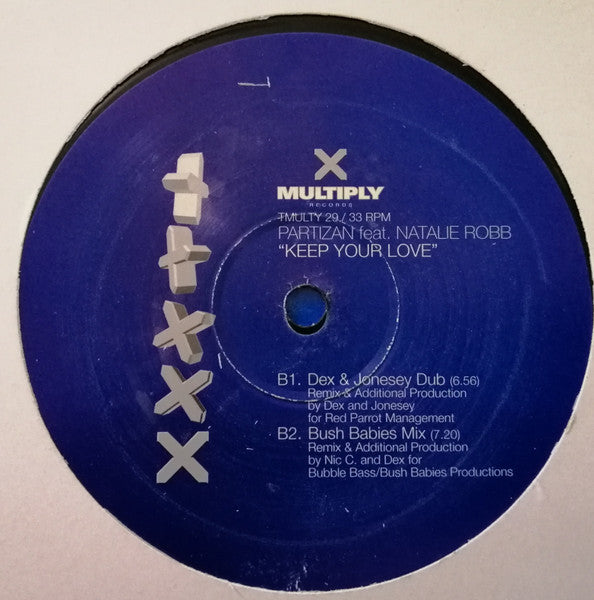 MULTIPLY
RECORDS
TMULTY 29 / 33 RPM
PARTIZAN feat. NATALIE ROBB
“KEEP YOUR LOVE”
B1. Dex & Jonesey Dub (6.56)
Remix & Additional Production
by Dex and Jonesey
for Red Parrot Management
B2. Bush Babies Mix (7.20)
Remix & Additional Production
by Nic C. and Dex for
Bubble Bass/Bush Babies Productions